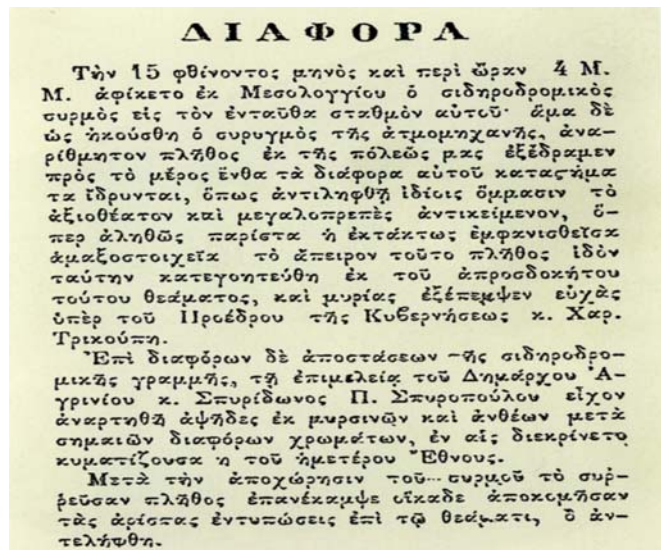 ΔΙΑΦΟΡΑ
Τὴν 15 φθίνοντος μηνὸς καὶ περὶ ὥραν 4 Μ.
Μ. ἀφίκετο ἐκ Μεσολογγίου ὁ σιδηροδρομικὸς
συρμὸς εἰς τὸν ἐνταῦθα σταθμὸν αὐτοῦ· ἅμα δὲ
ὡς ἠκούσθη ὁ συρυγμὸς τῆς ἀτμομηχανῆς, ἀνα-
ρίθμητον πλῆθος ἐκ τῆς πόλεώς μας ἐξέδραμεν
πρὸς τὸ μέρος ἔνθα τὰ διάφορα αὐτοῦ καταστήμα
τα ἵδρυνται, ὅπως ἀντιληφθῇ ἰδίοις ὄμμασιν τὸ
ἀξιοθέατον καὶ μεγαλοπρεπὲς ἀντικείμενον, ὅ-
περ ἀληθῶς παρίστα ἡ ἐκτάκτως ἐμφανισθεῖσα
ἁμαξοστοιχεῖα τὸ ἄπειρον τοῦτο πλῆθος ἰδὸν
ταύτην κατεγοητεύθη ἐκ τοῦ ἀπροσδοκήτου
τούτου θεάματος, καὶ μυρίας ἐξέπεμψεν εὐχὰς
ὑπὲρ τοῦ Προέδρου τῆς Κυβερνήσεως κ. Χαρ.
Τρικούπη.
Ἐπὶ διαφόρων δὲ ἀποστάσεων τῆς σιδηροδρο-
μικῆς γραμμῆς, τῇ ἐπιμελείᾳ τοῦ Δημάρχου Ἀ-
γρινίου κ. Σπυρίδωνος Π. Σπυροπούλου εἶχον
ἀναρτηθῆ ἁψῆδες ἐκ μυρσινῶν καὶ ἀνθέων μετὰ
σημαιῶν διαφόρων χρωμάτων, ἐν αἷς διεκρίνετο
κυματίζουσα η τοῦ ἡμετέρου Ἔθνους.
Μετὰ τὴν ἀποχώρησιν τοῦ συρμοῦ τὸ συρ-
ῥεῦσαν πλῆθος ἐπανέκαμψε οἴκαδε ἀποκομῆσαν
τὰς ἀρίστας ἐντυπώσεις ἐπὶ τῷ θεάματι, ὃ ἀν-
τελήφθη.